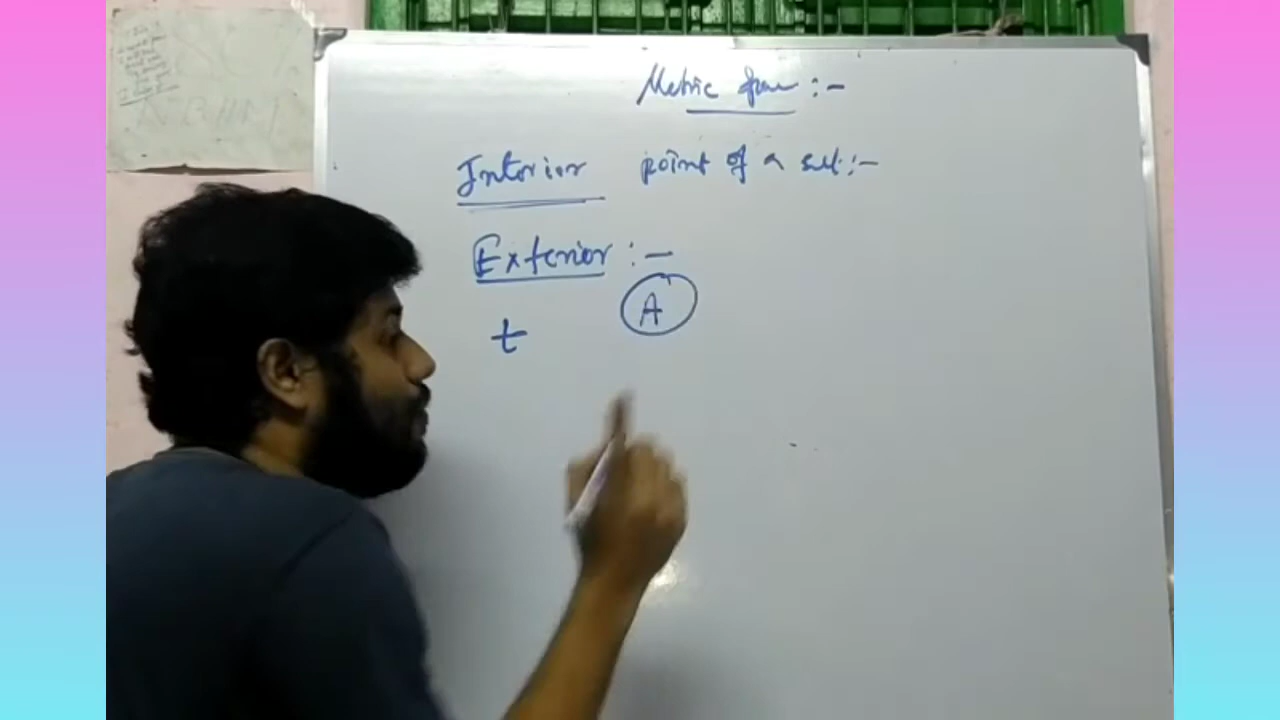 Metric space :-
Interior point of a set :-
Exterior :-
A
t